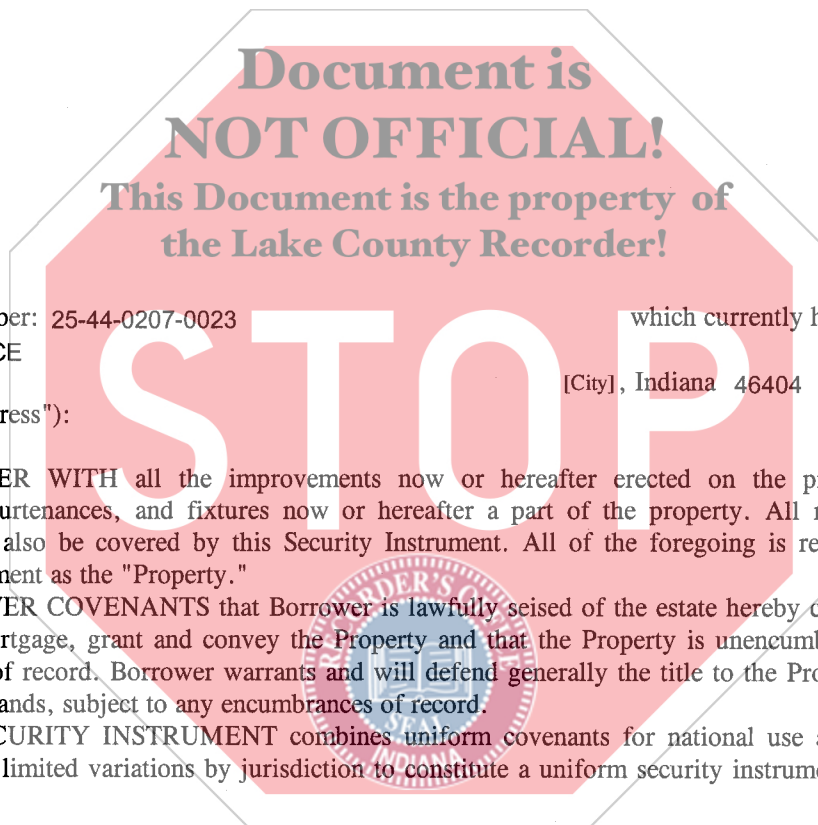 Document is
NOT OFFICIAL!
This Document is the property of
the Lake County Recorder!
ber: 25-44-0207-0023 which currently h
CE
[City], Indiana 46404
ress"):
STOP
ER WITH all the improvements now or hereafter erected on the p
urtenances, and fixtures now or hereafter a part of the property. All
also be covered by this Security Instrument. All of the foregoing is re
ment as the "Property."
ER COVENANTS that Borrower is lawfully seised of the estate hereby
rtgage, grant and convey the Property and that the Property is unencumb
of record. Borrower warrants and will defend generally the title to the Pro
ands, subject to any encumbrances of record.
CURITY INSTRUMENT combines uniform covenants for national use
limited variations by jurisdiction to constitute a uniform security instrume
RECORDER'S OFFICE
SEAL
INDIANA